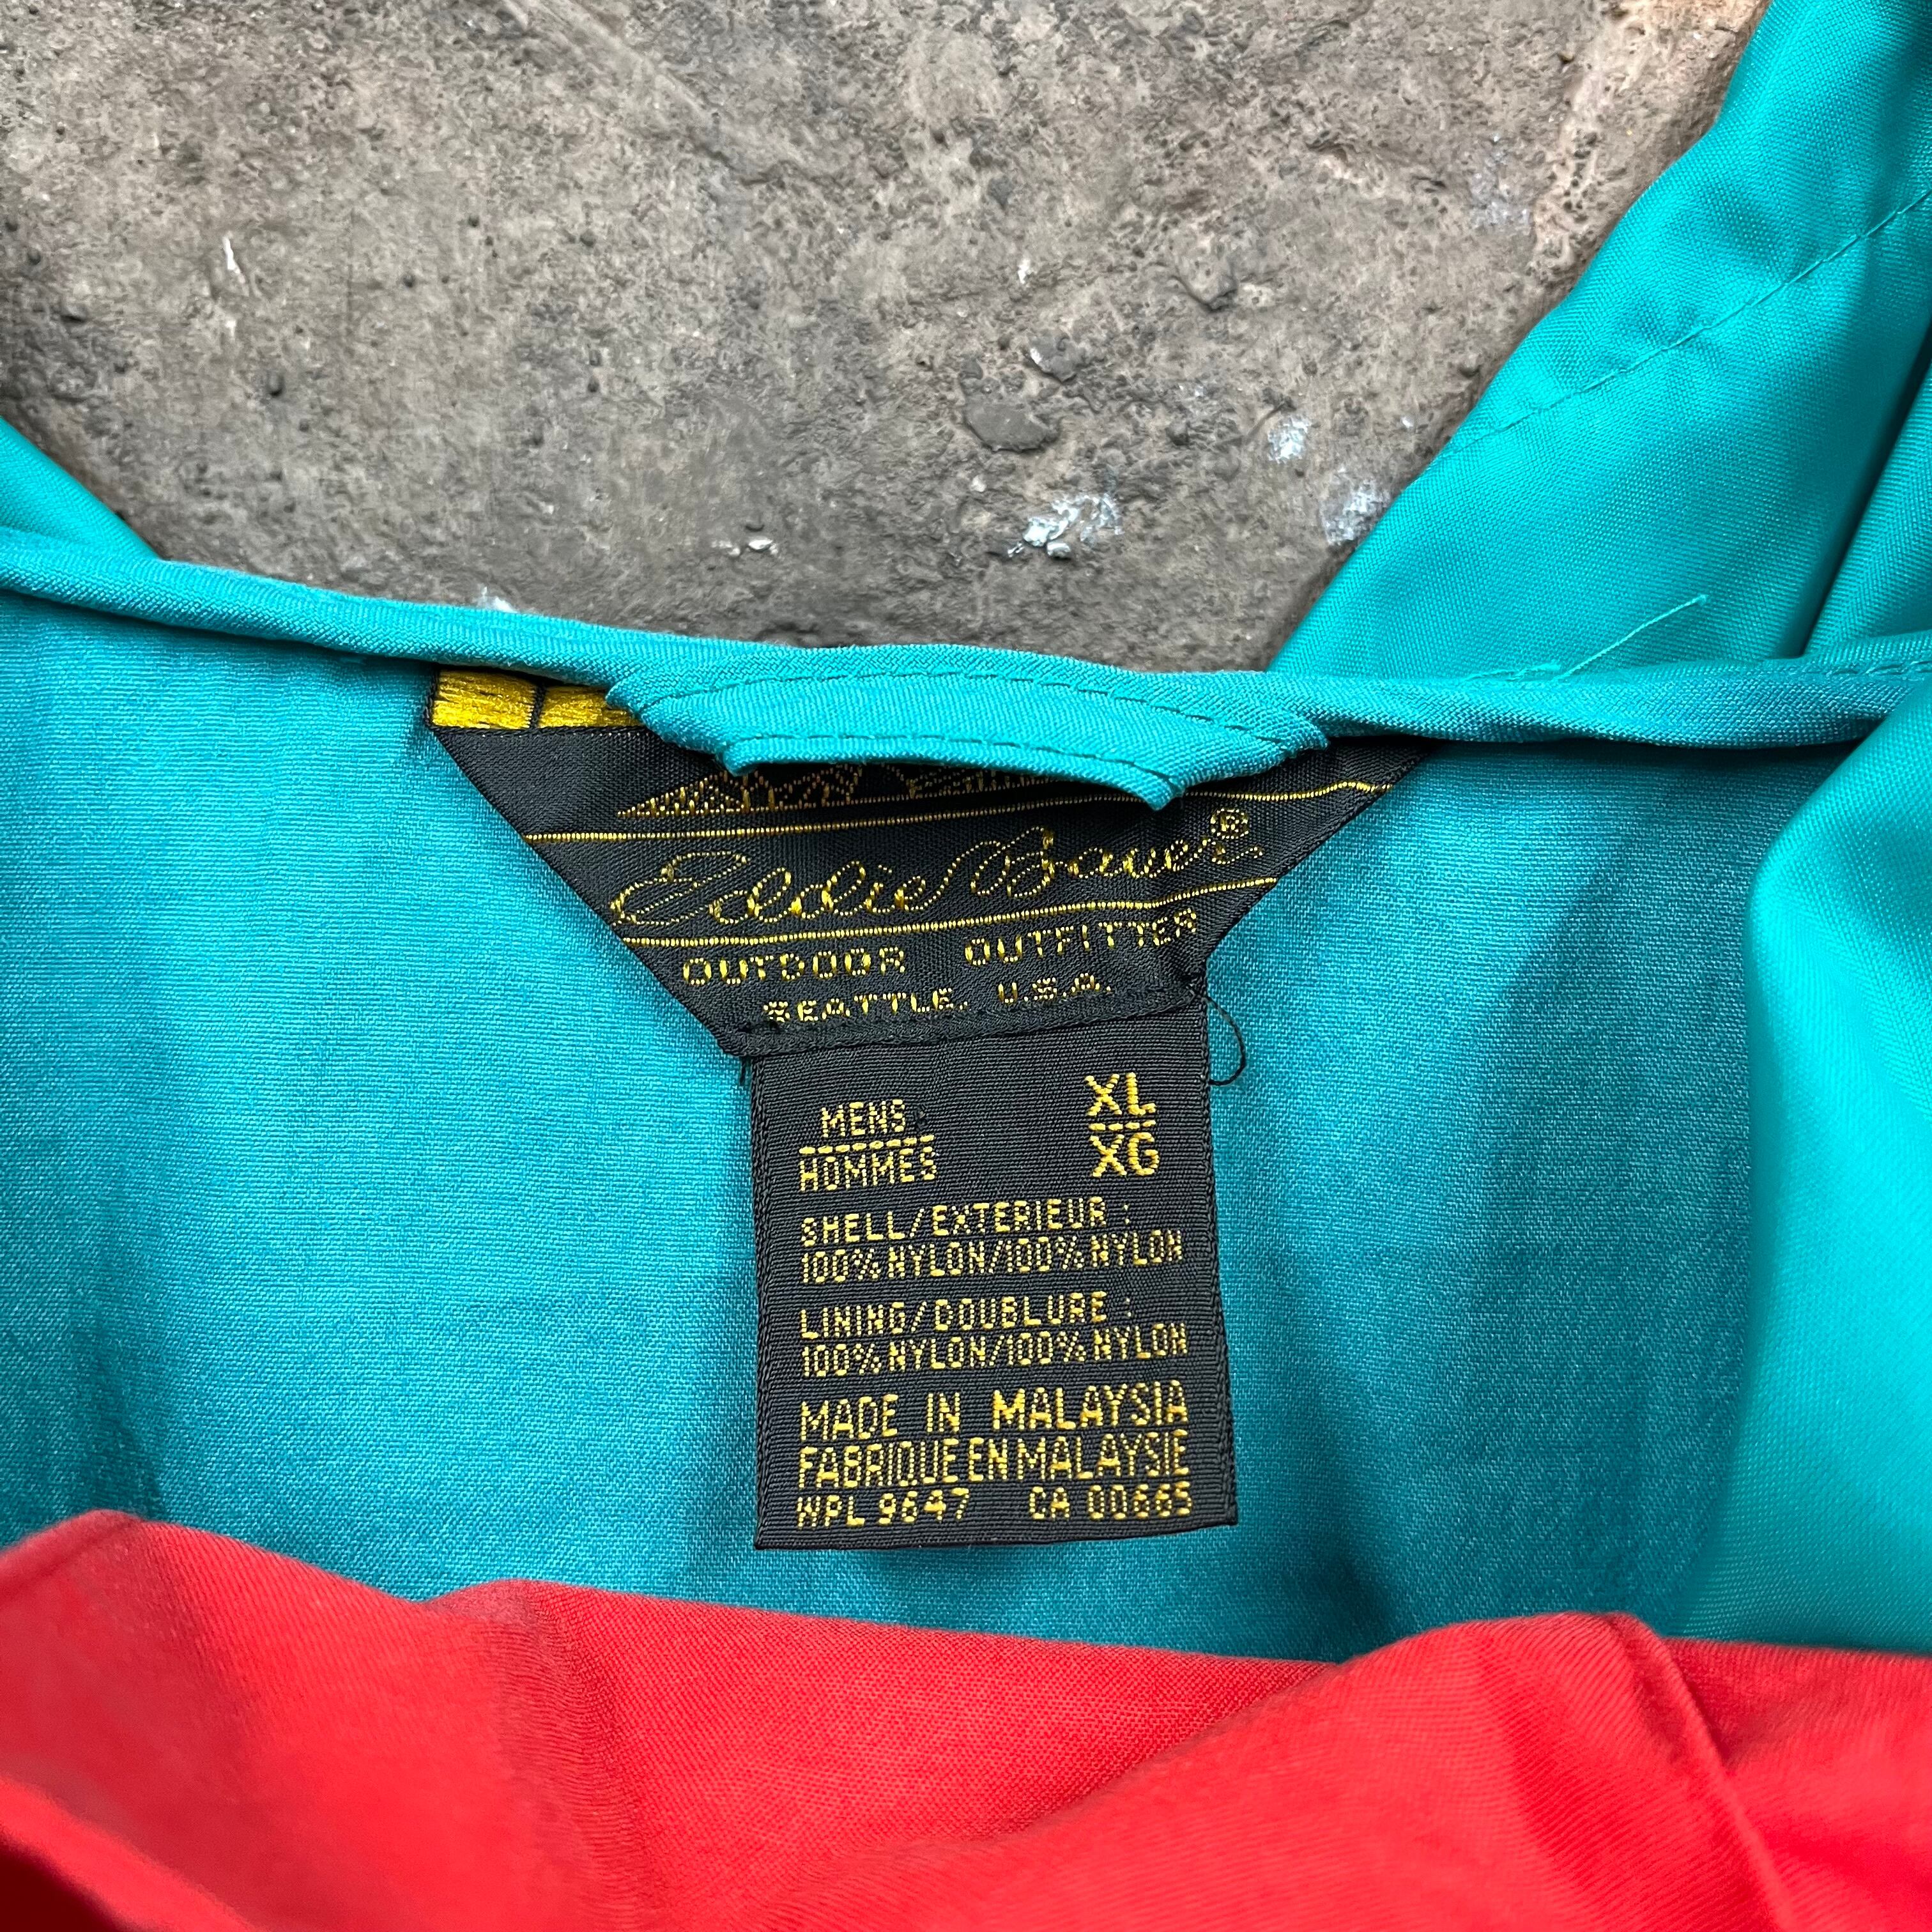 Eddie Bauer®
OUTDOOR OUTFITTER
SEATTLE, U.S.A.
MENS: XL
HOMMES XG
SHELL/EXTERIEUR:
100% NYLON/100% NYLON
LINING/DOUBLURE:
100% NYLON/100% NYLON
MADE IN MALAYSIA
FABRIQUE EN MALAYSIE
WPL 9647 CA 00665